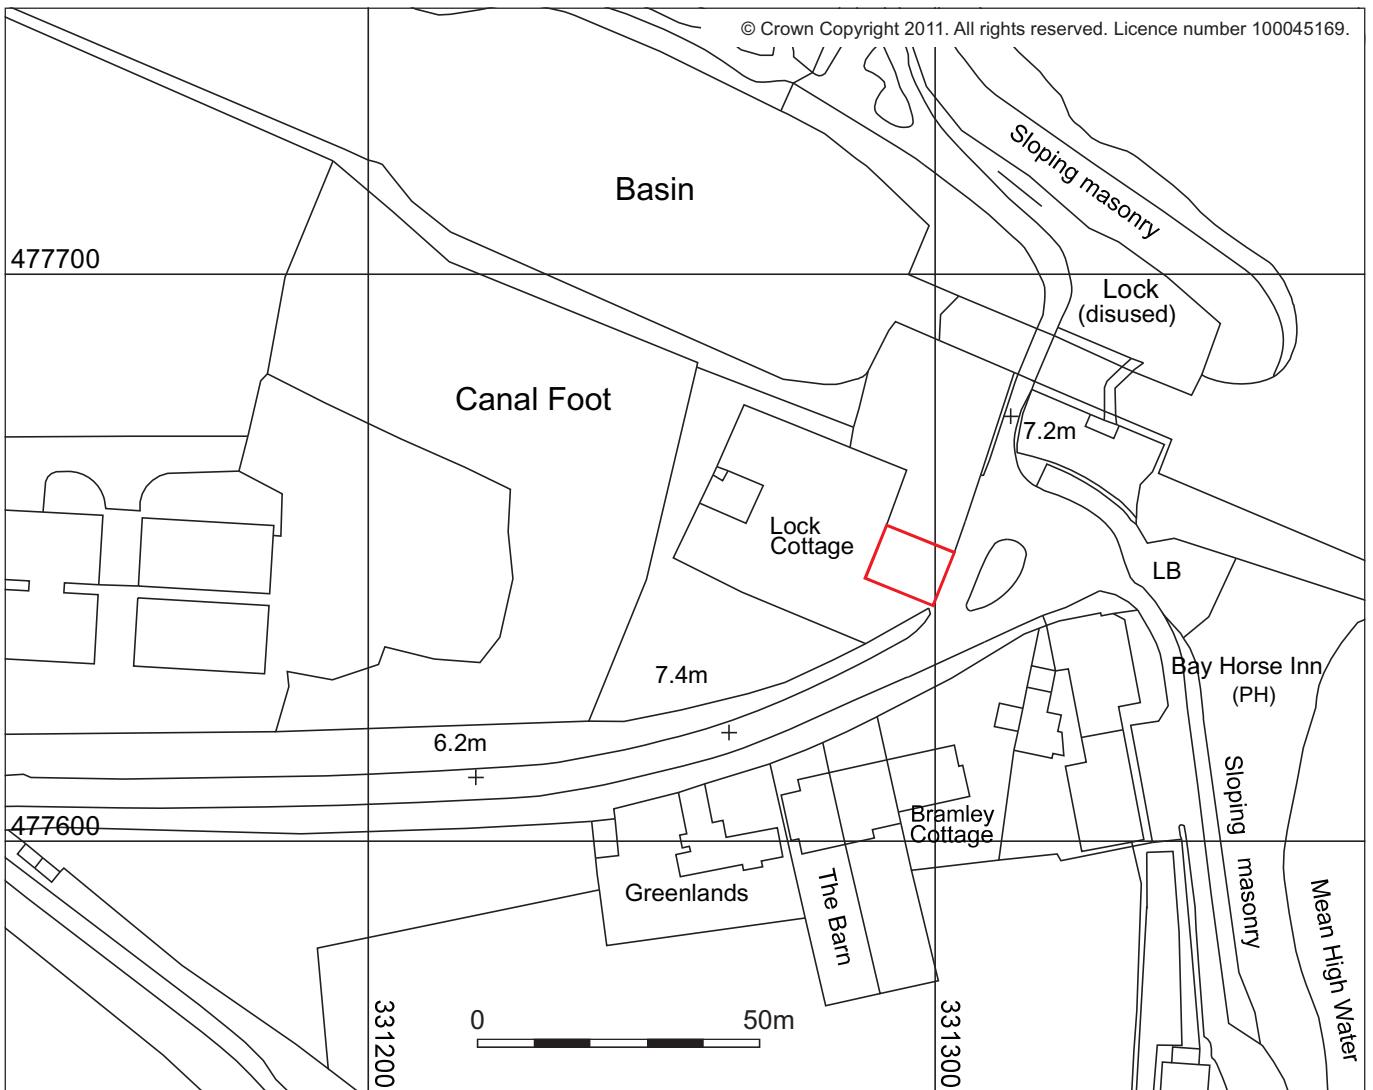 © Crown Copyright 2011. All rights reserved. Licence number 100045169.
Sloping masonry
Basin
477700
Lock
(disused)
Canal Foot
7.2m
Lock
Cottage
LB
Bay Horse Inn
(PH)
7.4m
6.2m
Sloping masonry
477600
Bramley
Cottage
Greenlands
The Barn
Mean High Water
331200
331300
0 50m